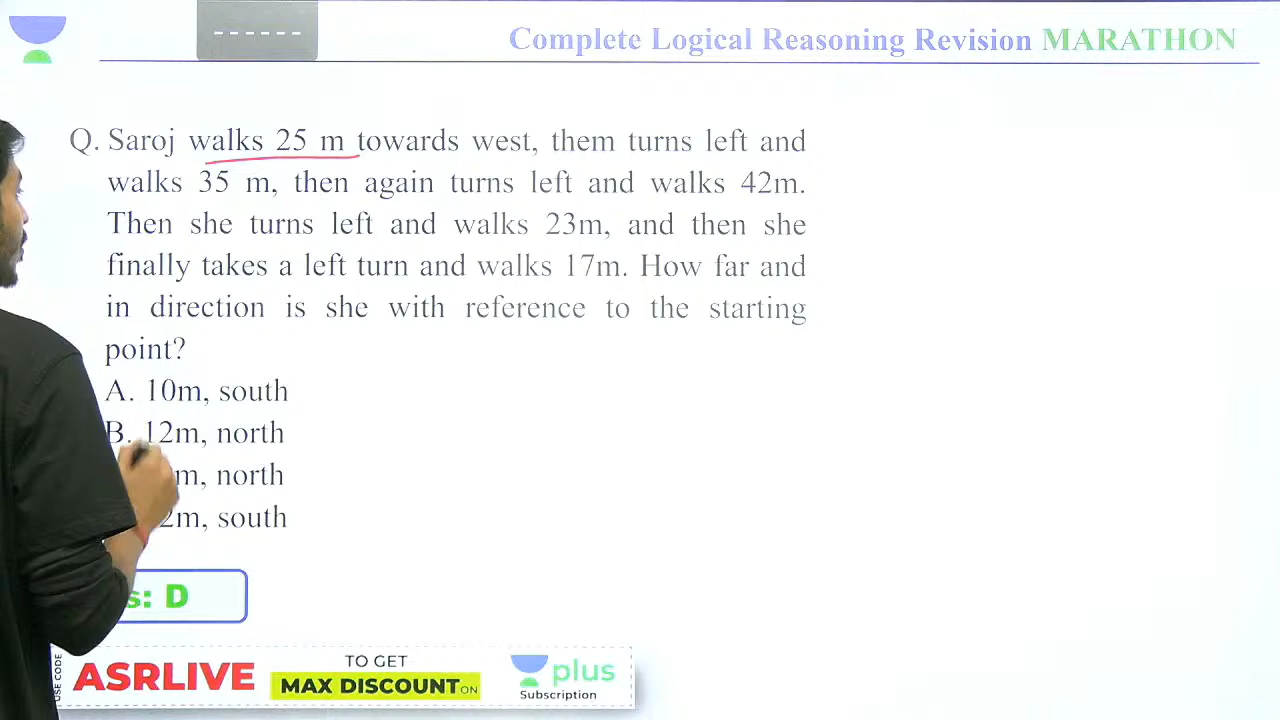 Complete Logical Reasoning Revision MARATHON
Q. Saroj walks 25 m towards west, them turns left and
walks 35 m, then again turns left and walks 42m.
Then she turns left and walks 23m, and then she
finally takes a left turn and walks 17m. How far and
in direction is she with reference to the starting
point?
A. 10m, south
B. 12m, north
m, north
2m, south
s: D
USE CODE
ASRLIVE
TO GET
MAX DISCOUNT ON
plus
Subscription